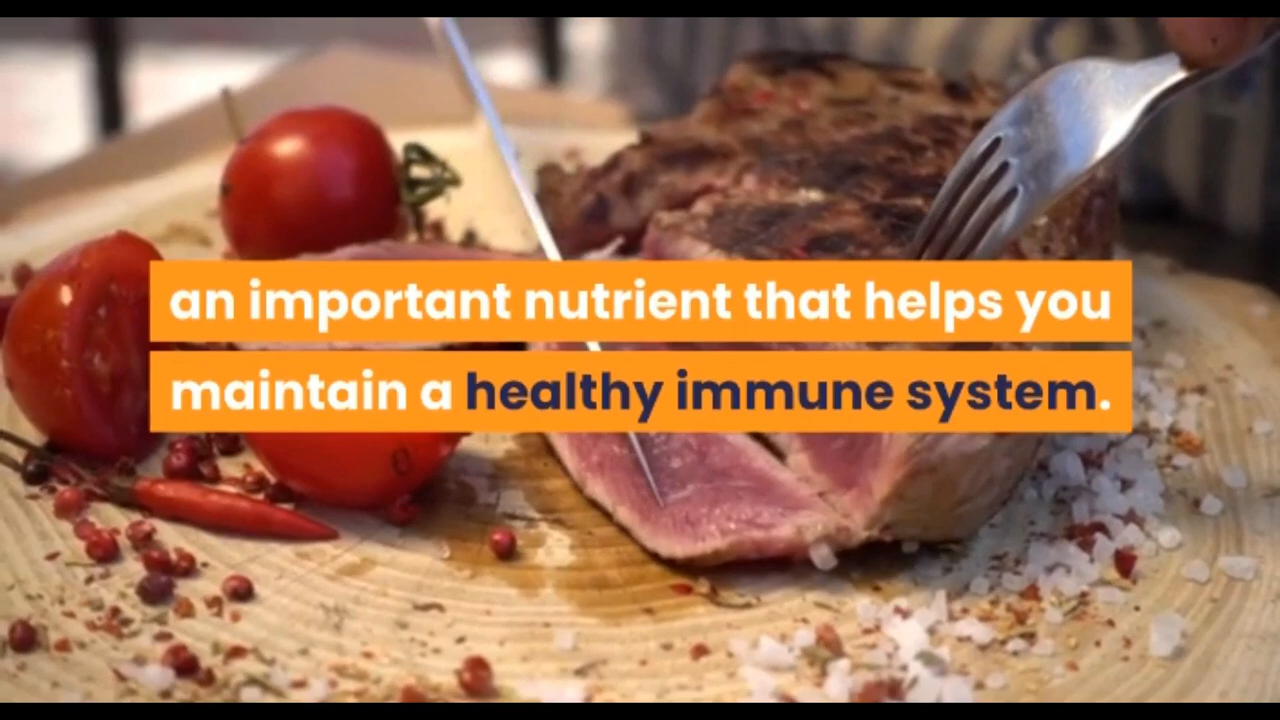 an important nutrient that helps you
maintain a healthy immune system.